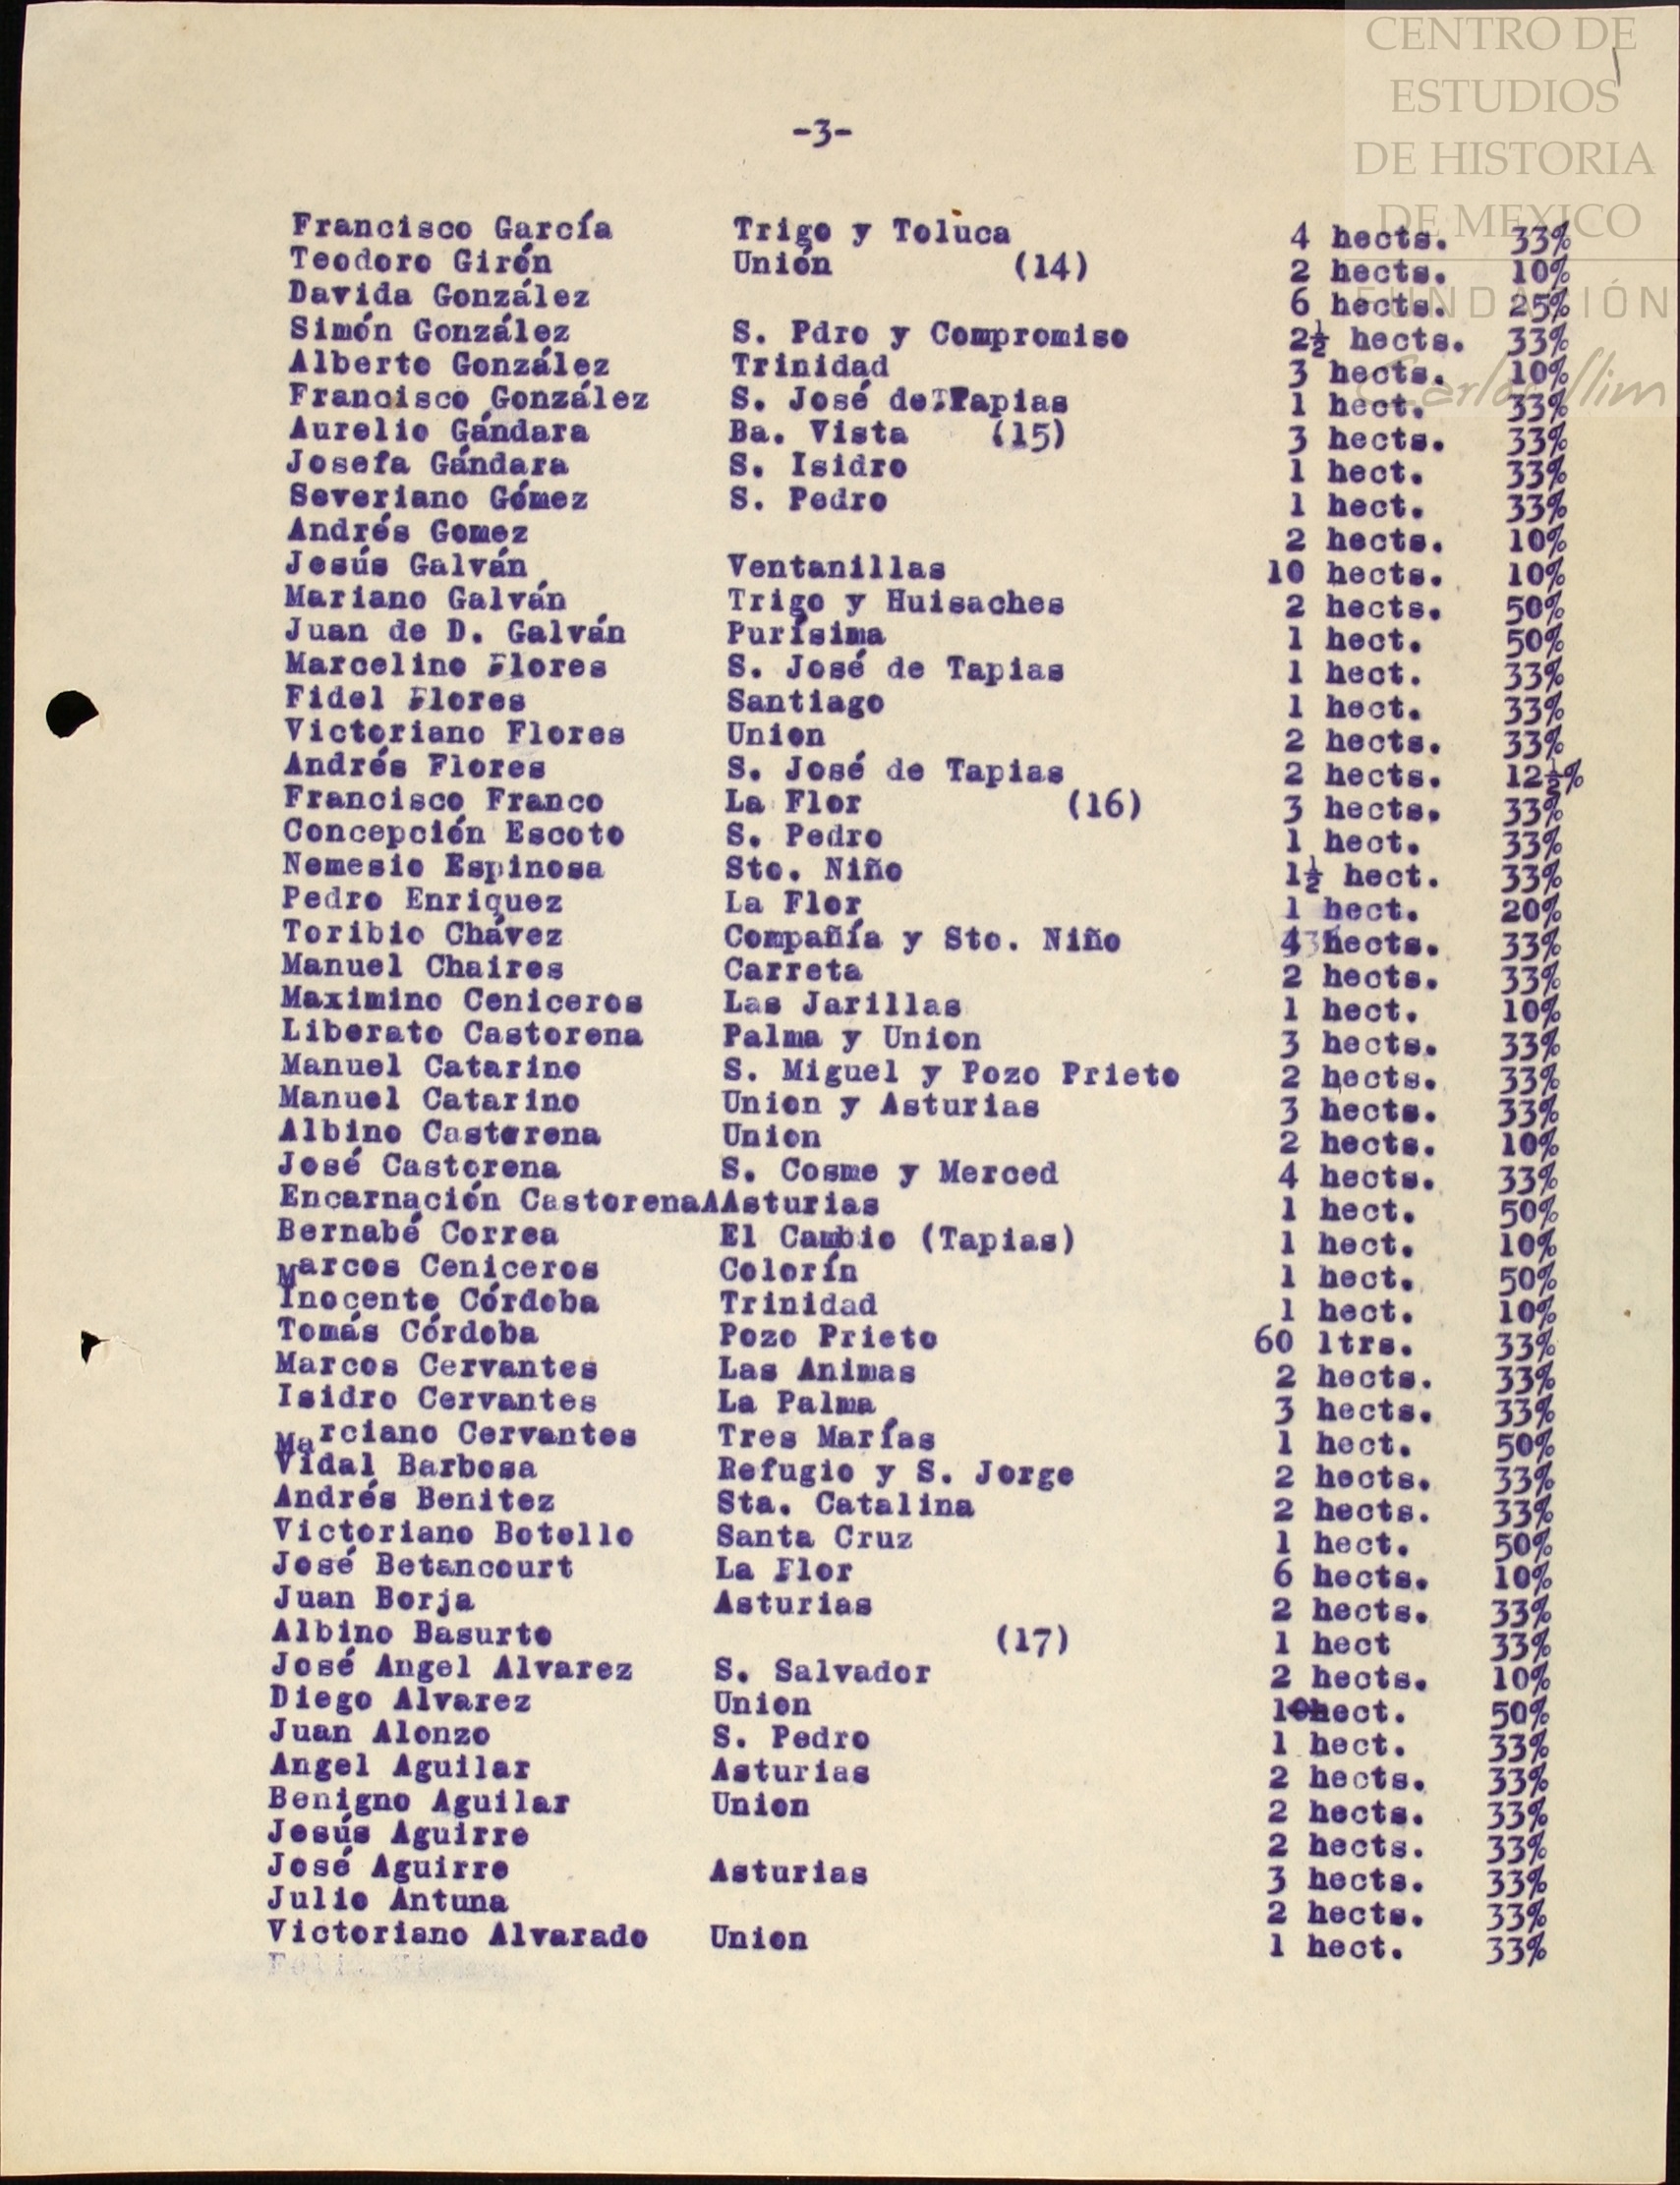 CENTRO DE
ESTUDIOS
DE HISTORIA
DE MEXICO
FUNDACIÓN
Carlos Slim
-3-
Francisco García Trigo y Toluca 4 hects. 33%
Teodoro Girón Unión (14) 2 hects. 10%
Davida González 6 hects. 25%
Simón González S. Pdro y Compromiso 2½ hects. 33%
Alberto González Trinidad 3 hects. 10%
Francisco González S. José de Tapias 1 hect. 33%
Aurelio Gándara Ba. Vista (15) 3 hects. 33%
Josefa Gándara S. Isidro 1 hect. 33%
Severiano Gómez S. Pedro 1 hect. 33%
Andrés Gomez 2 hects. 10%
Jesús Galván Ventanillas 10 hects. 10%
Mariano Galván Trigo y Huisaches 2 hects. 50%
Juan de D. Galván Purísima 1 hect. 50%
Marcelino Flores S. José de Tapias 1 hect. 33%
Fidel Flores Santiago 1 hect. 33%
Victoriano Flores Union 2 hects. 33%
Andrés Flores S. José de Tapias 2 hects. 12½%
Francisco Franco La Flor (16) 3 hects. 33%
Concepción Escoto S. Pedro 1 hect. 33%
Nemesio Espinosa Sto. Niño 1½ hect. 33%
Pedro Enriquez La Flor 1 hect. 20%
Toribio Chávez Compañía y Sto. Niño 4 hects. 33%
Manuel Chaires Carreta 2 hects. 33%
Maximino Ceniceros Las Jarillas 1 hect. 10%
Liberato Castorena Palma y Union 3 hects. 33%
Manuel Catarino S. Miguel y Pozo Prieto 2 hects. 33%
Manuel Catarino Union y Asturias 3 hects. 33%
Albino Castorena Union 2 hects. 10%
José Castorena S. Cosme y Merced 4 hects. 33%
Encarnación CastorenaAAsturias 1 hect. 50%
Bernabé Correa El Cambio (Tapias) 1 hect. 10%
Marcos Ceniceros Colorín 1 hect. 50%
Inocente Córdoba Trinidad 1 hect. 10%
Tomás Córdoba Pozo Prieto 60 ltrs. 33%
Marcos Cervantes Las Animas 2 hects. 33%
Isidro Cervantes La Palma 3 hects. 33%
Marciano Cervantes Tres Marías 1 hect. 50%
Vidal Barbosa Refugio y S. Jorge 2 hects. 33%
Andrés Benitez Sta. Catalina 2 hects. 33%
Victoriano Botello Santa Cruz 1 hect. 50%
José Betancourt La Flor 6 hects. 10%
Juan Borja Asturias 2 hects. 33%
Albino Basurto (17) 1 hect 33%
José Angel Alvarez S. Salvador 2 hects. 10%
Diego Alvarez Union 1 hect. 50%
Juan Alonzo S. Pedro 1 hect. 33%
Angel Aguilar Asturias 2 hects. 33%
Benigno Aguilar Union 2 hects. 33%
Jesús Aguirre 2 hects. 33%
José Aguirre Asturias 3 hects. 33%
Julio Antuna 2 hects. 33%
Victoriano Alvarado Union 1 hect. 33%